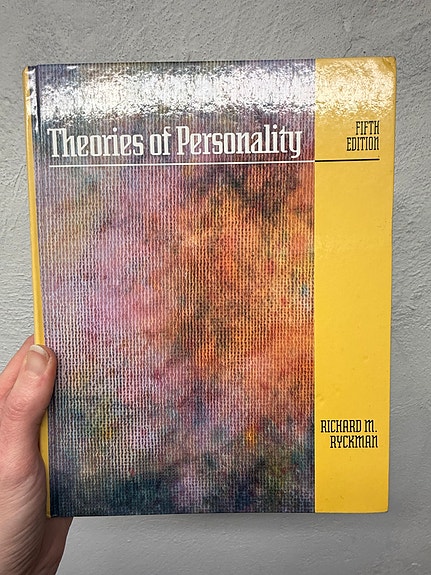 Theories of Personality
FIFTH
EDITION
RICHARD M.
RYCKMAN